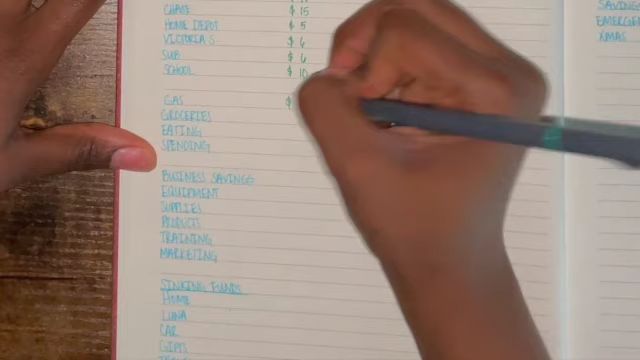 CHASE $ 15
HOME DEPOT $ 5
VICTORIA'S $ 6
SUB $ 6
SCHOOL $ 10
GAS $
GROCERIES
EATING
SPENDING
BUSINESS SAVINGS
EQUIPMENT
SUPPLIES
PRODUCTS
TRAINING
MARKETING
SINKING FUNDS
HOME
LUNA
CAR
GIFTS
SAVINGS
XMAS